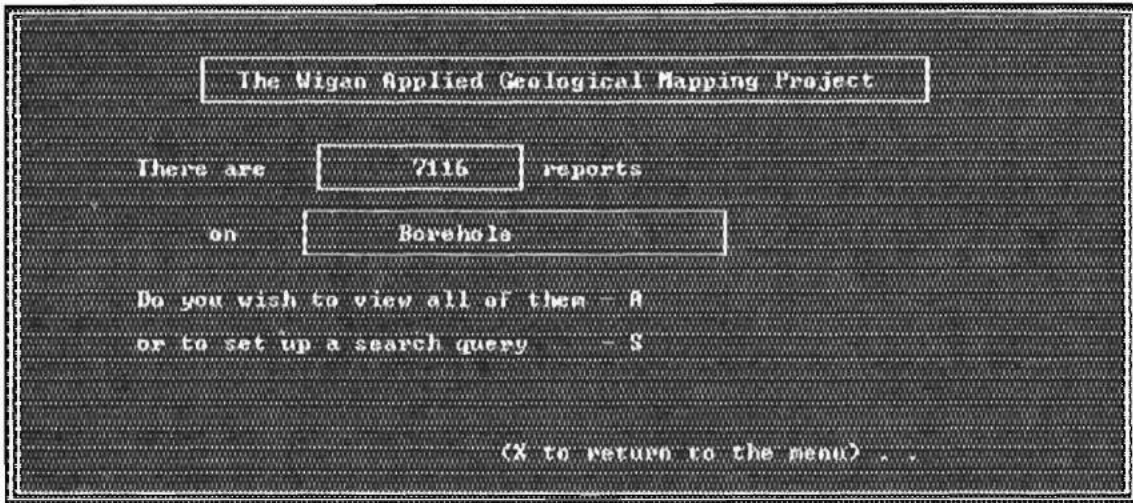 The Wigan Applied Geological Mapping Project
There are 7116 reports
on Borehole
Do you wish to view all of them - A
or to set up a search query - S
(X to return to the menu) . .